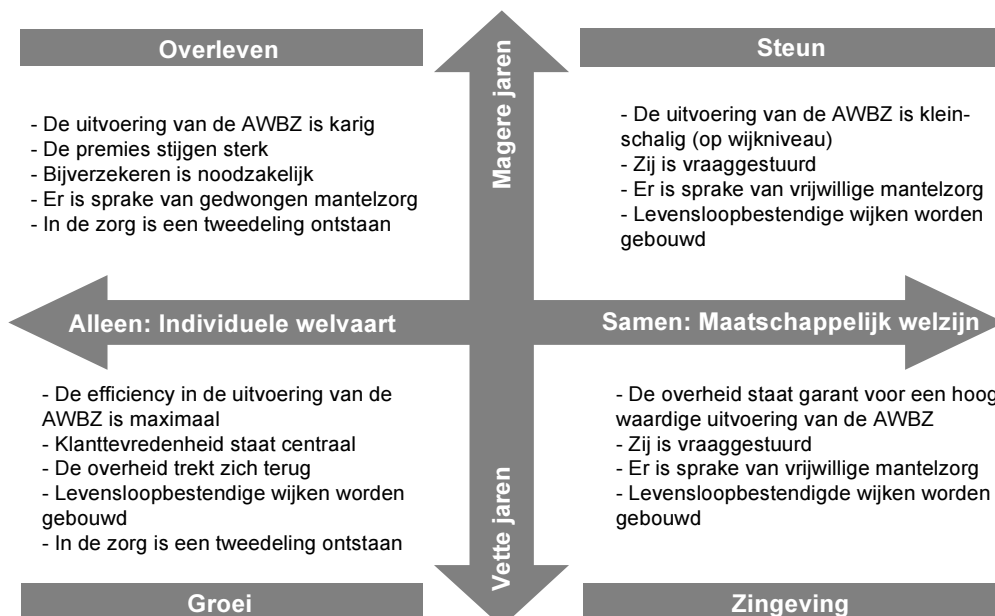 Overleven
- De uitvoering van de AWBZ is karig
- De premies stijgen sterk
- Bijverzekeren is noodzakelijk
- Er is sprake van gedwongen mantelzorg
- In de zorg is een tweedeling ontstaan
Magere jaren
Steun
- De uitvoering van de AWBZ is klein-
schalig (op wijkniveau)
- Zij is vraaggestuurd
- Er is sprake van vrijwillige mantelzorg
- Levensloopbestendige wijken worden
gebouwd
Alleen: Individuele welvaart
Samen: Maatschappelijk welzijn
- De efficiency in de uitvoering van de
AWBZ is maximaal
- Klanttevredenheid staat centraal
- De overheid trekt zich terug
- Levensloopbestendige wijken worden
gebouwd
- In de zorg is een tweedeling ontstaan
Groei
Vette jaren
- De overheid staat garant voor een hoog
waardige uitvoering van de AWBZ
- Zij is vraaggestuurd
- Er is sprake van vrijwillige mantelzorg
- Levensloopbestendigde wijken worden
gebouwd
Zingeving